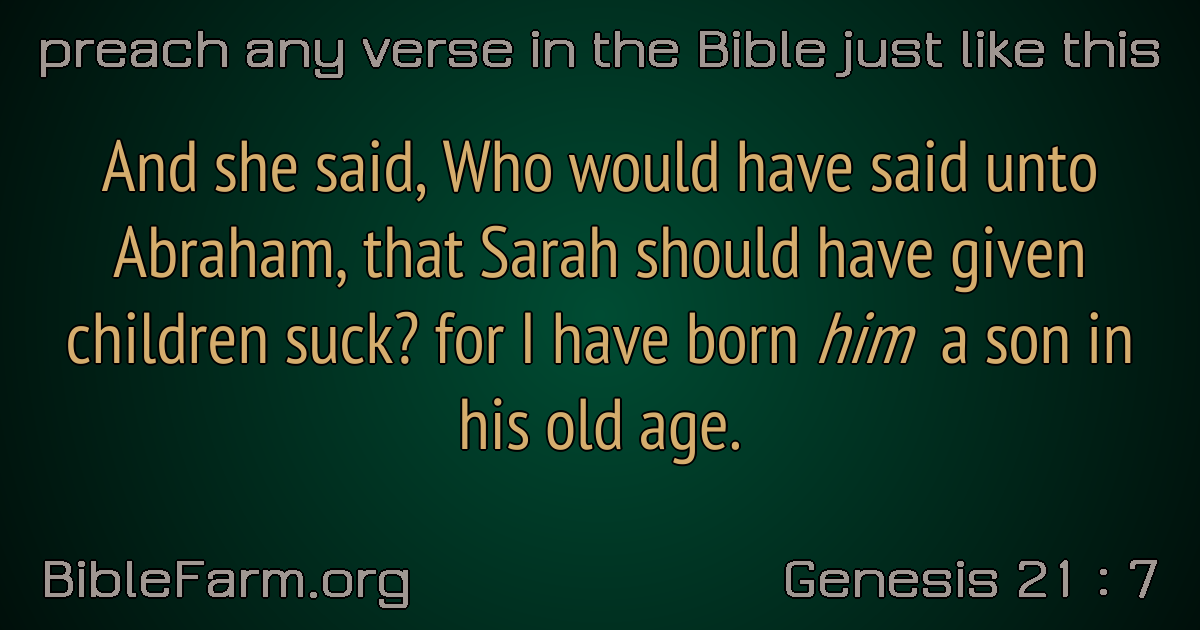 preach any verse in the Bible just like this
And she said, Who would have said unto
Abraham, that Sarah should have given
children suck? for I have born him a son in
his old age.
BibleFarm.org
Genesis 21 : 7